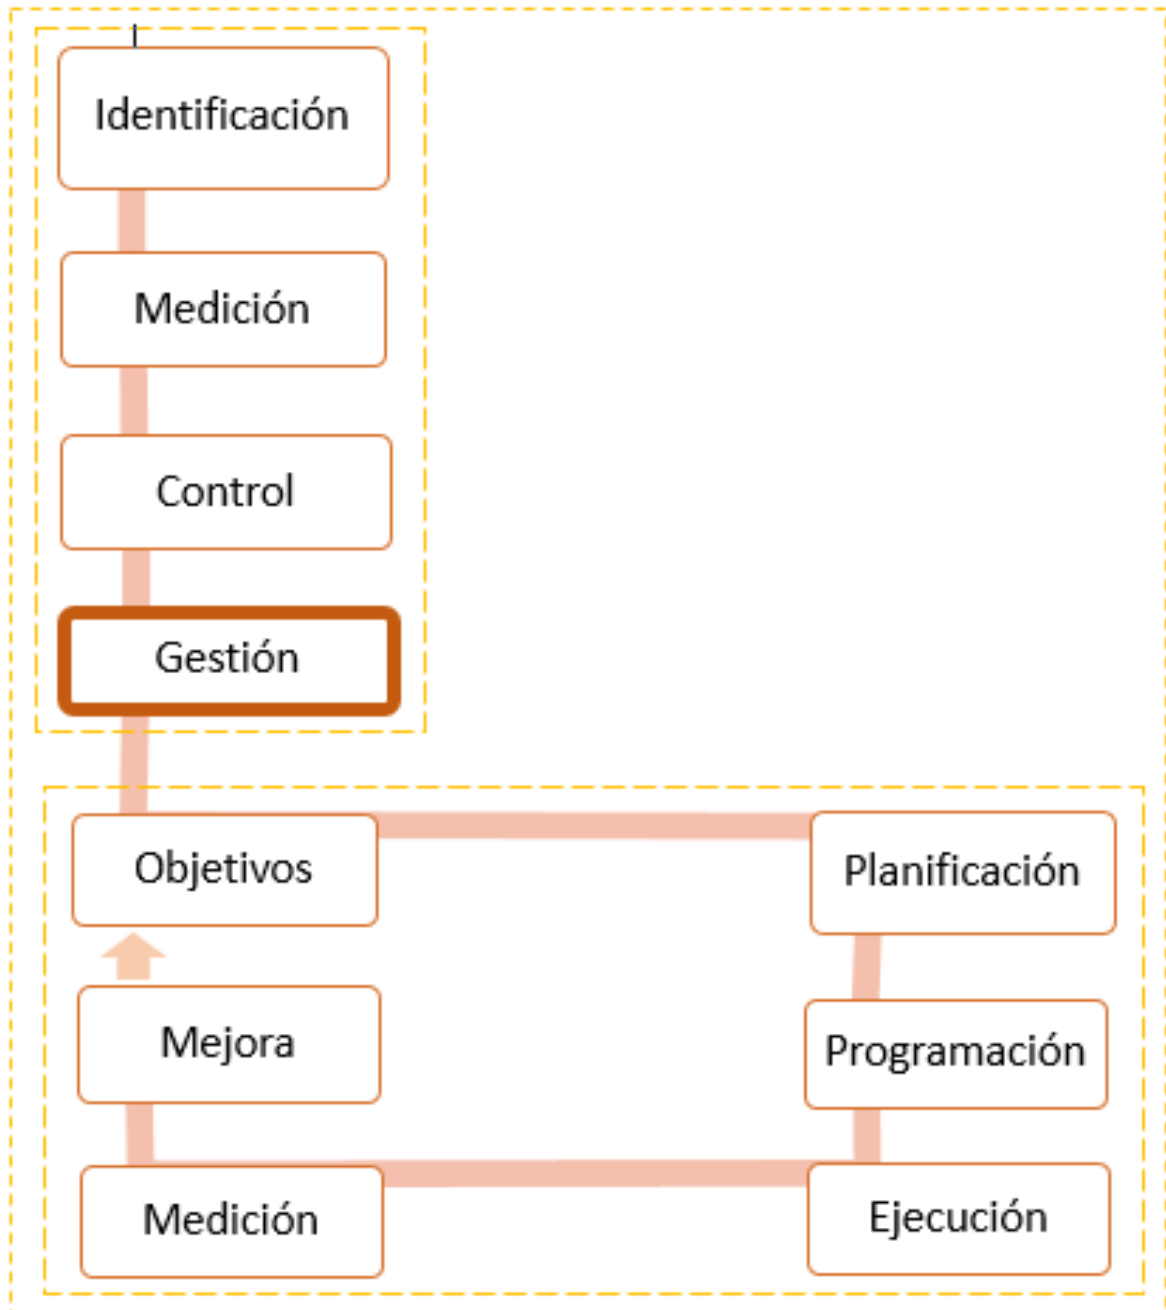 Identificación
Medición
Control
Gestión
Objetivos
Planificación
Mejora
Programación
Medición
Ejecución